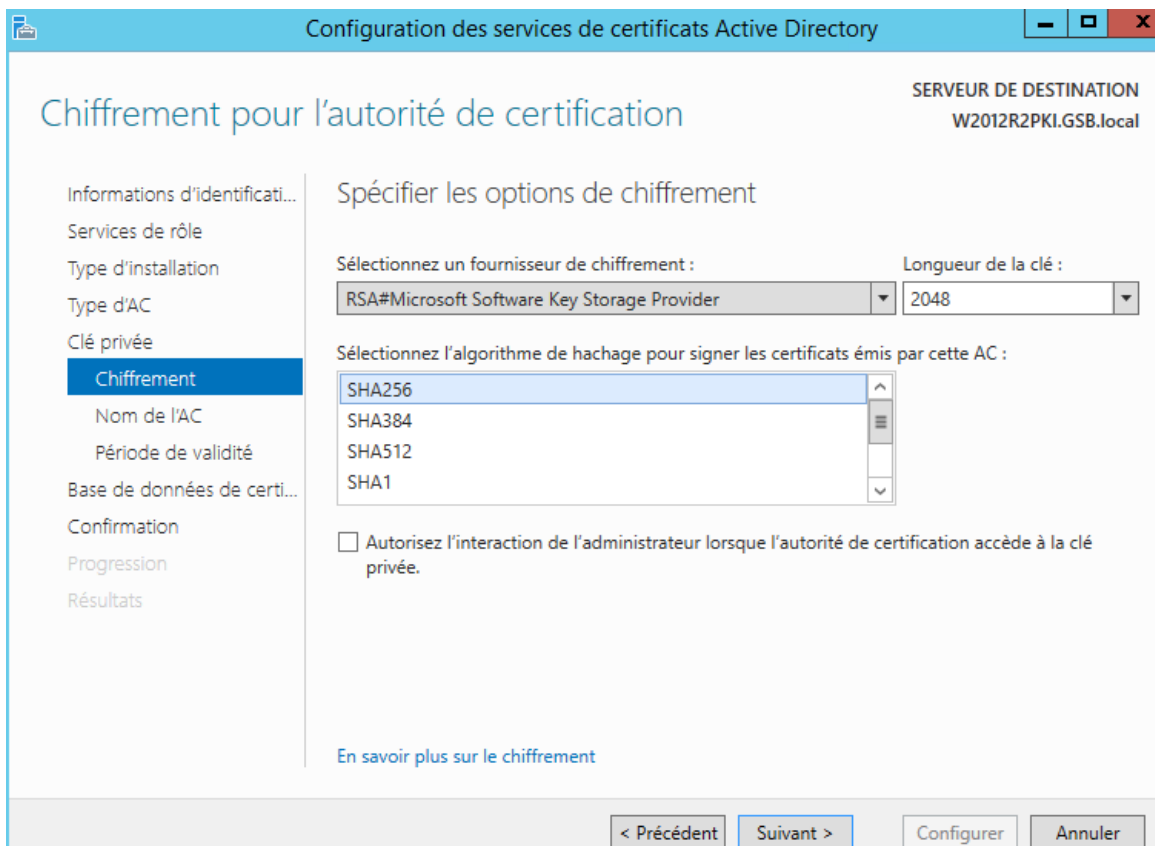 Configuration des services de certificats Active Directory
Chiffrement pour l'autorité de certification
SERVEUR DE DESTINATION
W2012R2PKI.GSB.local
Informations d'identificati...
Services de rôle
Type d'installation
Type d'AC
Clé privée
Chiffrement
Nom de l'AC
Période de validité
Base de données de certi...
Confirmation
Progression
Résultats
Spécifier les options de chiffrement
Sélectionnez un fournisseur de chiffrement :
Longueur de la clé :
RSA#Microsoft Software Key Storage Provider
2048
Sélectionnez l'algorithme de hachage pour signer les certificats émis par cette AC :
SHA256
SHA384
SHA512
SHA1
Autorisez l'interaction de l'administrateur lorsque l'autorité de certification accède à la clé
privée.
En savoir plus sur le chiffrement
< Précédent
Suivant >
Configurer
Annuler